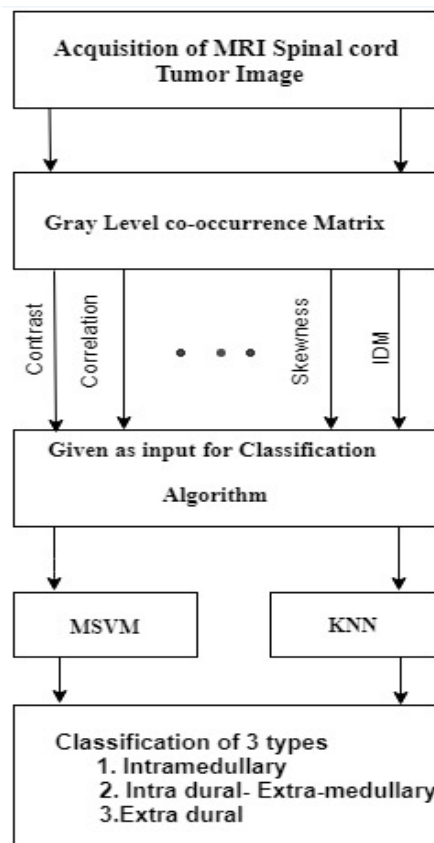 Acquisition of MRI Spinal cord
Tumor Image
Gray Level co-occurrence Matrix
Contrast
Correlation
Skewness
IDM
Given as input for Classification
Algorithm
MSVM
KNN
Classification of 3 types
1. Intramedullary
2. Intra dural- Extra-medullary
3.Extra dural